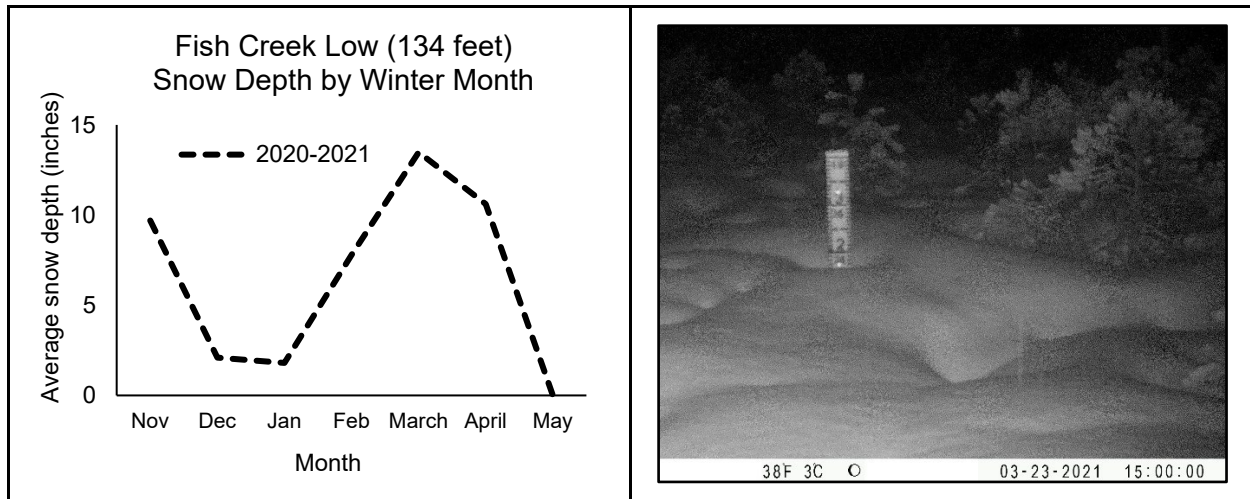 Fish Creek Low (134 feet)
Snow Depth by Winter Month
Average snow depth (inches)
15
10
5
0
2020-2021
Nov Dec Jan Feb March April May
Month
2
38F 3C 03-23-2021 15:00:00